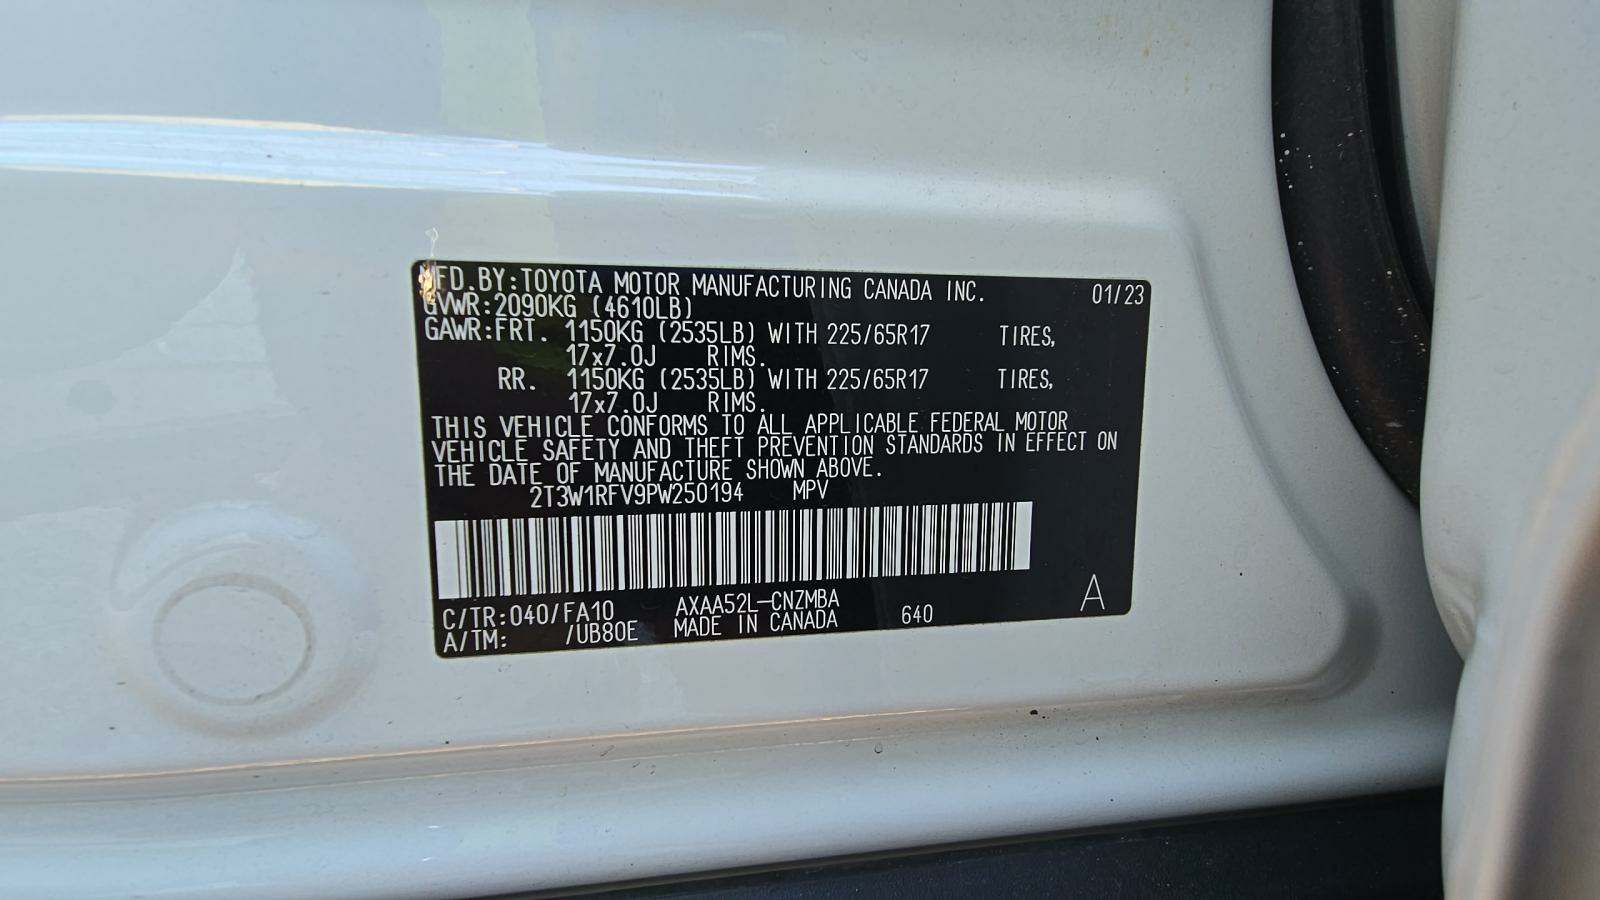 MFD.BY:TOYOTA MOTOR MANUFACTURING CANADA INC. 01/23
GVWR:2090KG (4610LB)
GAWR:FRT. 1150KG (2535LB) WITH 225/65R17 TIRES,
17x7.0J RIMS.
RR. 1150KG (2535LB) WITH 225/65R17 TIRES,
17x7.0J RIMS.
THIS VEHICLE CONFORMS TO ALL APPLICABLE FEDERAL MOTOR
VEHICLE SAFETY AND THEFT PREVENTION STANDARDS IN EFFECT ON
THE DATE OF MANUFACTURE SHOWN ABOVE.
2T3W1RFV9PW250194 MPV
C/TR:040/FA10 AXAA52L-CNZMBA 640 A
A/TM: /UB80E MADE IN CANADA